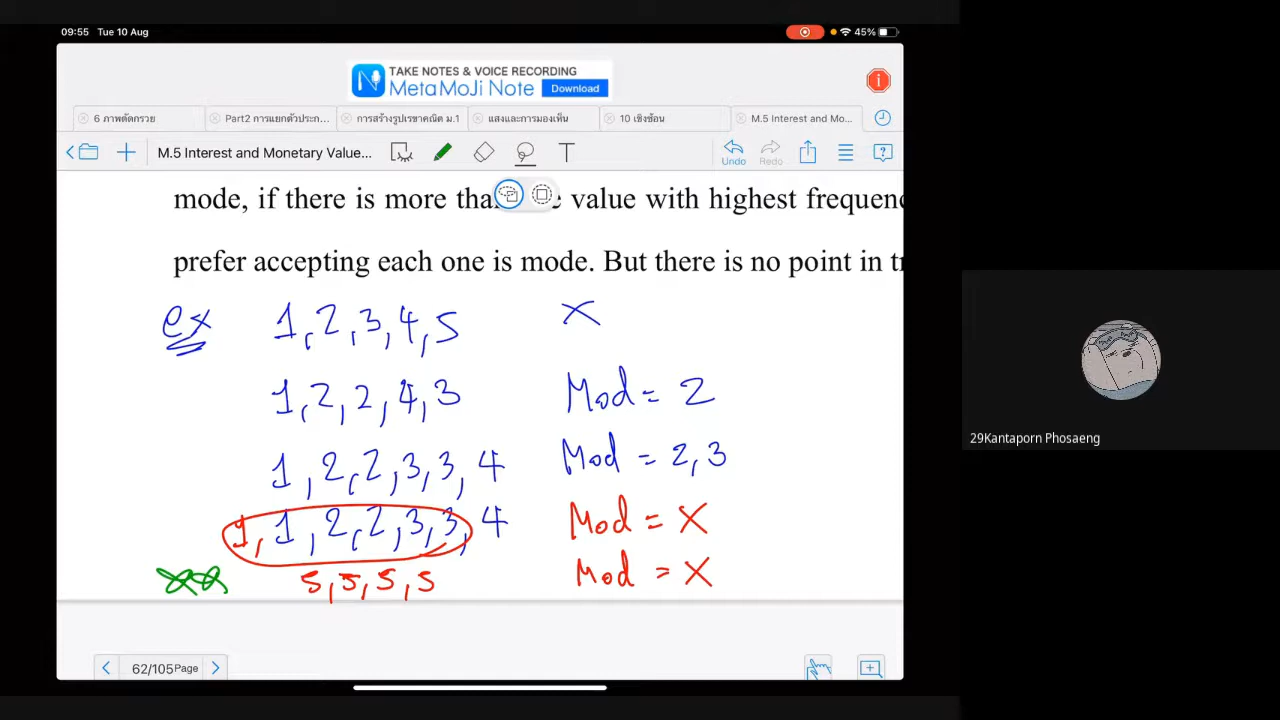 09:55 Tue 10 Aug 45%
TAKE NOTES & VOICE RECORDING
MetaMoJi Note Download
6 ภาพตัดกรวย Part2 การแยกตัวประก... การสร้างรูปเรขาคณิต ม.1 แสงและการมองเห็น 10 เชิงซ้อน M.5 Interest and Mo...
M.5 Interest and Monetary Value... Undo Redo
mode, if there is more tha e value with highest frequenc
prefer accepting each one is mode. But there is no point in tr
ex 1, 2, 3, 4, 5 X
1, 2, 2, 4, 3 Mod = 2
1, 2, 2, 3, 3, 4 Mod = 2, 3
1, 1, 2, 2, 3, 3, 4 Mod = X
5, 5, 5, 5 Mod = X
29Kantaporn Phosaeng
62/105Page